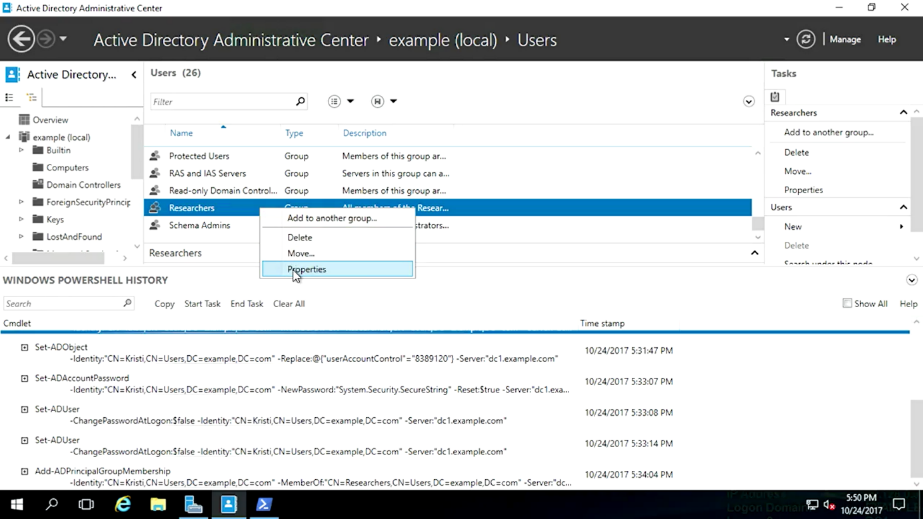 Active Directory Administrative Center
Active Directory Administrative Center • example (local) • Users
Manage
Help
Active Directory...
Users (26)
Tasks
Filter
Overview
example (local)
Builtin
Computers
Domain Controllers
ForeignSecurityPrincip
Keys
LostAndFound
Name Type Description
Protected Users Group Members of this group ar...
RAS and IAS Servers Group Servers in this group can a...
Read-only Domain Control... Group Members of this group ar...
Researchers All members of the Resear...
Schema Admins
Add to another group...
Delete
Move...
Properties
Researchers
Researchers
Add to another group...
Delete
Move...
Properties
Users
New
Delete
Search under this node
WINDOWS POWERSHELL HISTORY
Search
Copy Start Task End Task Clear All
Show All
Help
Cmdlet Time stamp
Set-ADObject
-Identity:"CN=Kristi,CN=Users,DC=example,DC=com" -Replace:@{"userAccountControl"="8389120"} -Server:"dc1.example.com"
10/24/2017 5:31:47 PM
Set-ADAccountPassword
-Identity:"CN=Kristi,CN=Users,DC=example,DC=com" -NewPassword:"System.Security.SecureString" -Reset:$true -Server:"dc1.exa...
10/24/2017 5:33:07 PM
Set-ADUser
-ChangePasswordAtLogon:$false -Identity:"CN=Kristi,CN=Users,DC=example,DC=com" -Server:"dc1.example.com"
10/24/2017 5:33:08 PM
Set-ADUser
-ChangePasswordAtLogon:$false -Identity:"CN=Kristi,CN=Users,DC=example,DC=com" -Server:"dc1.example.com"
10/24/2017 5:33:14 PM
Add-ADPrincipalGroupMembership
-Identity:"CN=Kristi,CN=Users,DC=example,DC=com" -MemberOf:"CN=Researchers,CN=Users,DC=example,DC=com" -Server:"dc1.exa...
10/24/2017 5:34:04 PM
IP Address
Logon Domain
5:50 PM
10/24/2017